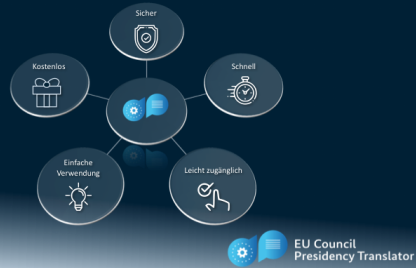 Sicher
Kostenlos
Schnell
Einfache
Verwendung
Leicht zugänglich
EU Council
Presidency Translator